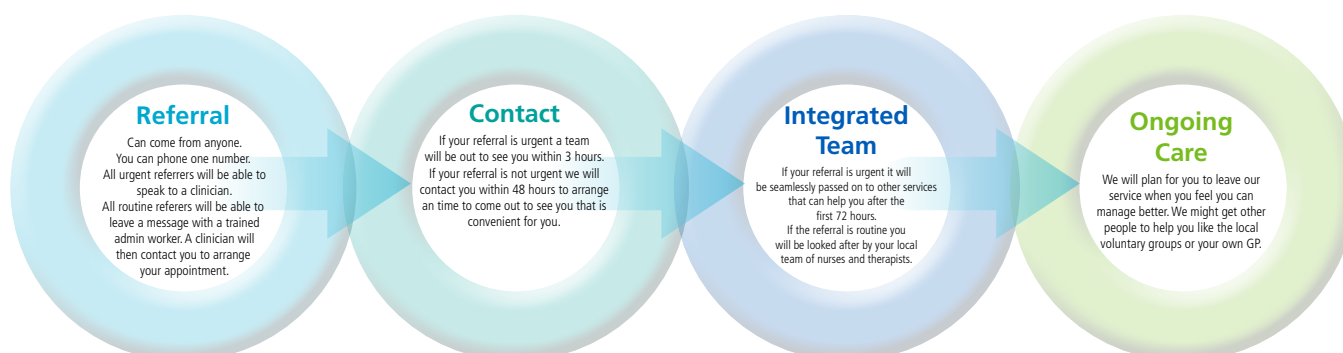 Referral
Can come from anyone.
You can phone one number.
All urgent referrers will be able to
speak to a clinician.
All routine referers will be able to
leave a message with a trained
admin worker. A clinician will
then contact you to arrange
your appointment.
Contact
If your referral is urgent a team
will be out to see you within 3 hours.
If your referral is not urgent we will
contact you within 48 hours to arrange
an time to come out to see you that is
convenient for you.
Integrated
Team
If your referral is urgent it will
be seamlessly passed on to other services
that can help you after the
first 72 hours.
If the referral is routine you
will be looked after by your local
team of nurses and therapists.
Ongoing
Care
We will plan for you to leave our
service when you feel you can
manage better. We might get other
people to help you like the local
voluntary groups or your own GP.